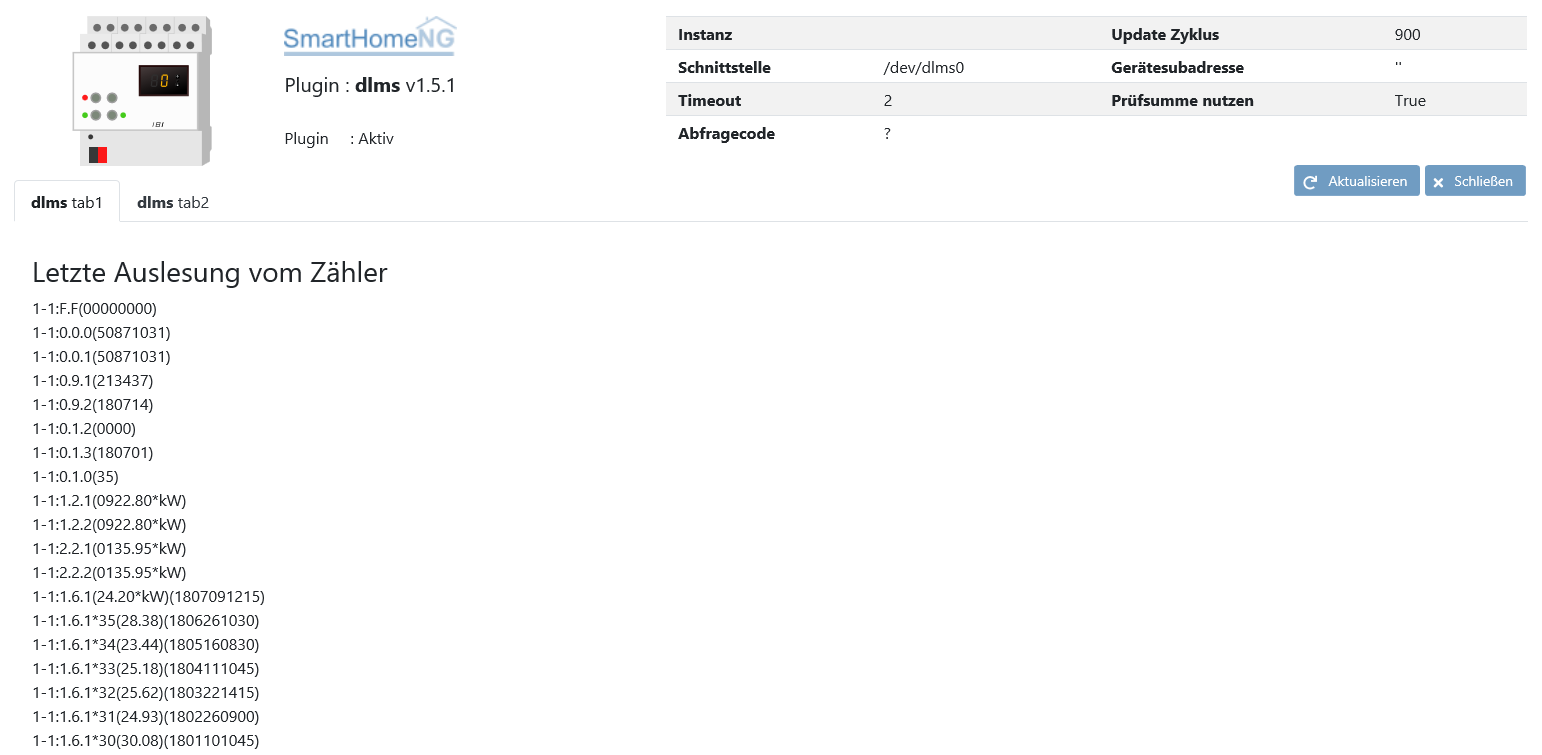 SmartHomeNG
Plugin : dlms v1.5.1
Plugin : Aktiv
Instanz Update Zyklus 900
Schnittstelle /dev/dlms0 Gerätesubadresse ''
Timeout 2 Prüfsumme nutzen True
Abfragecode ?
Aktualisieren Schließen
dlms tab1 dlms tab2
Letzte Auslesung vom Zähler
1-1:F.F(00000000)
1-1:0.0.0(50871031)
1-1:0.0.1(50871031)
1-1:0.9.1(213437)
1-1:0.9.2(180714)
1-1:0.1.2(0000)
1-1:0.1.3(180701)
1-1:0.1.0(35)
1-1:1.2.1(0922.80*kW)
1-1:1.2.2(0922.80*kW)
1-1:2.2.1(0135.95*kW)
1-1:2.2.2(0135.95*kW)
1-1:1.6.1(24.20*kW)(1807091215)
1-1:1.6.1*35(28.38)(1806261030)
1-1:1.6.1*34(23.44)(1805160830)
1-1:1.6.1*33(25.18)(1804111045)
1-1:1.6.1*32(25.62)(1803221415)
1-1:1.6.1*31(24.93)(1802260900)
1-1:1.6.1*30(30.08)(1801101045)